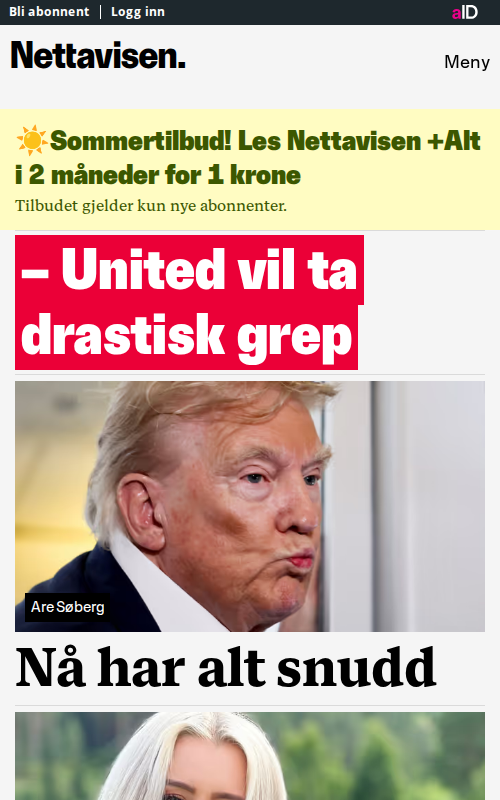 Bli abonnent
Logg inn
aID
Nettavisen.
Meny
☀️Sommertilbud! Les Nettavisen +Alt
i 2 måneder for 1 krone
Tilbudet gjelder kun nye abonnenter.
– United vil ta
drastisk grep
Are Søberg
Nå har alt snudd